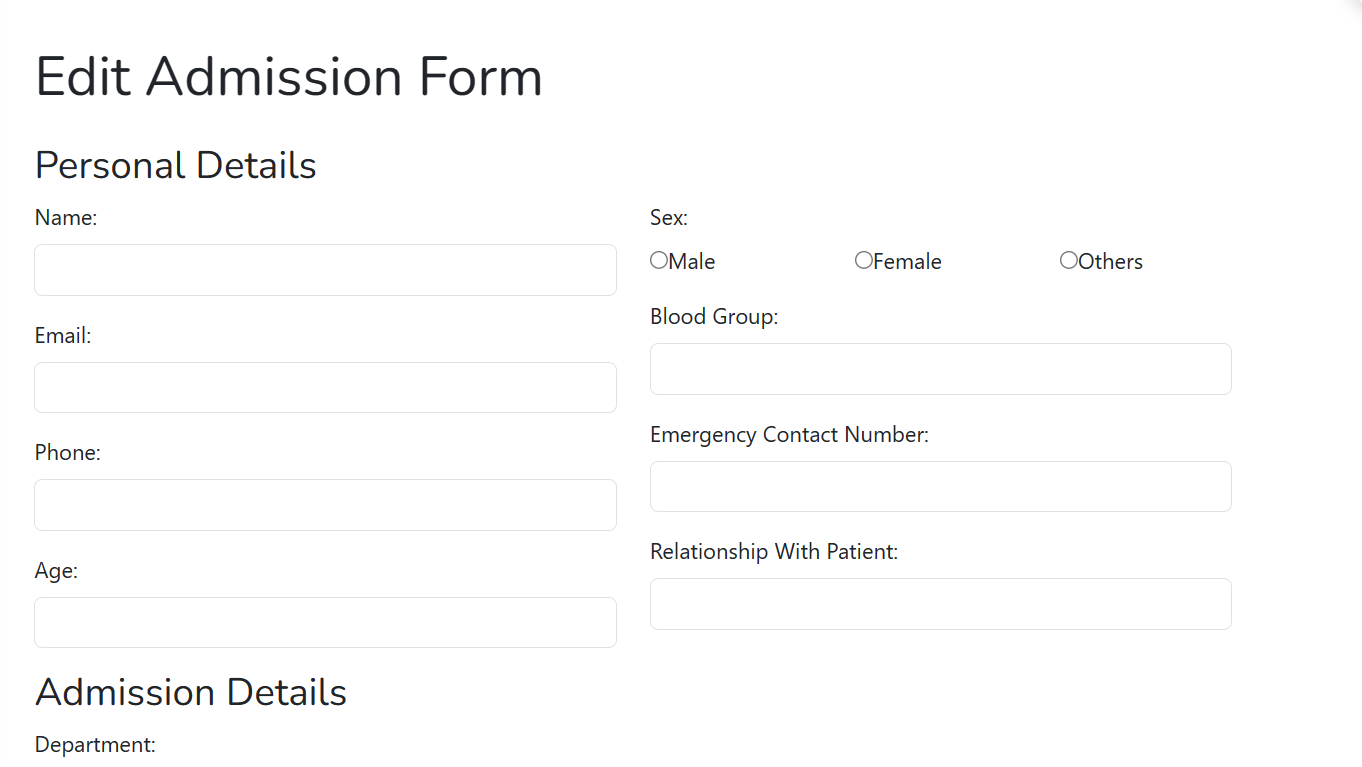 Edit Admission Form
Personal Details
Name:
Email:
Phone:
Age:
Sex:
Male
Female
Others
Blood Group:
Emergency Contact Number:
Relationship With Patient:
Admission Details
Department: